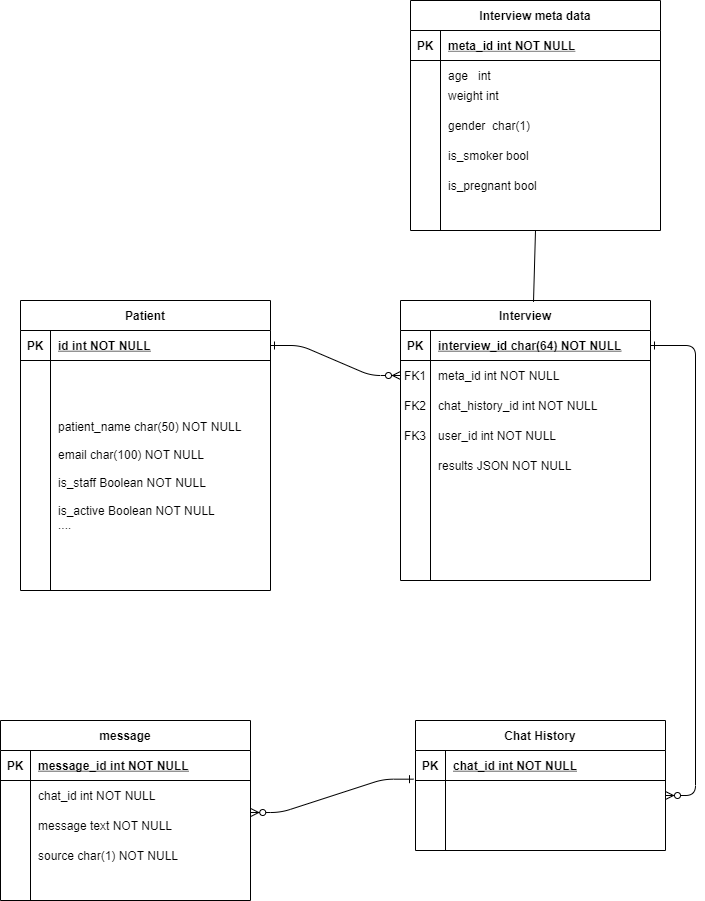 Interview meta data
PK meta_id int NOT NULL
age int
weight int
gender char(1)
is_smoker bool
is_pregnant bool
Patient
PK id int NOT NULL
patient_name char(50) NOT NULL
email char(100) NOT NULL
is_staff Boolean NOT NULL
is_active Boolean NOT NULL
....
Interview
PK interview_id char(64) NOT NULL
FK1 meta_id int NOT NULL
FK2 chat_history_id int NOT NULL
FK3 user_id int NOT NULL
results JSON NOT NULL
message
PK message_id int NOT NULL
chat_id int NOT NULL
message text NOT NULL
source char(1) NOT NULL
Chat History
PK chat_id int NOT NULL